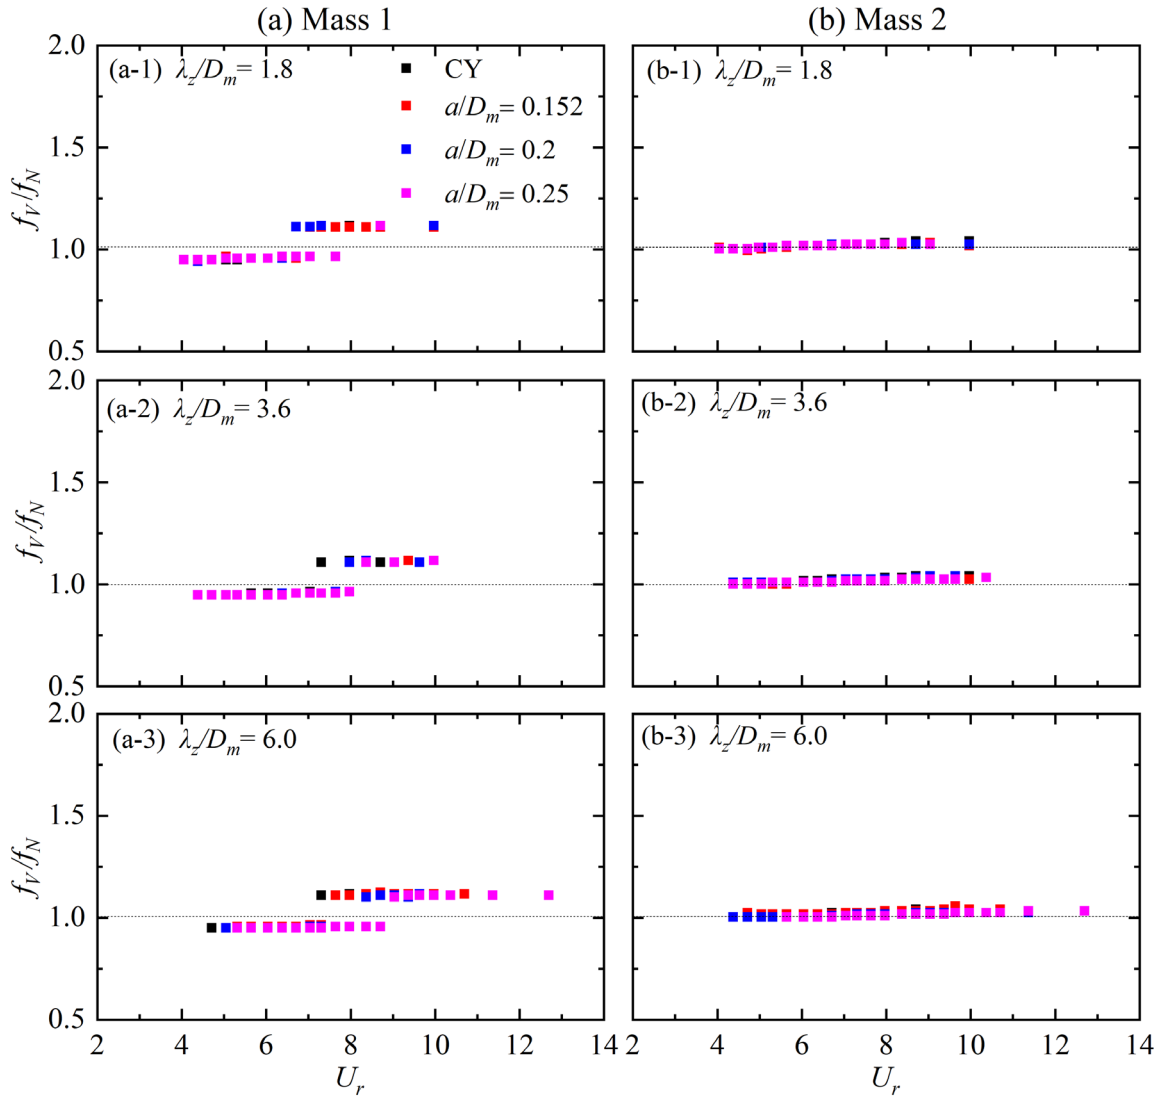 (a) Mass 1
(b) Mass 2
2.0
(a-1) λz/Dm= 1.8
CY
a/Dm= 0.152
a/Dm= 0.2
a/Dm= 0.25
(b-1) λz/Dm= 1.8
1.5
fV/fN
1.0
0.5
2.0
(a-2) λz/Dm= 3.6
(b-2) λz/Dm= 3.6
1.5
fV/fN
1.0
0.5
2.0
(a-3) λz/Dm= 6.0
(b-3) λz/Dm= 6.0
1.5
fV/fN
1.0
0.5
2 4 6 8 10 12 14
2 4 6 8 10 12 14
Ur
Ur